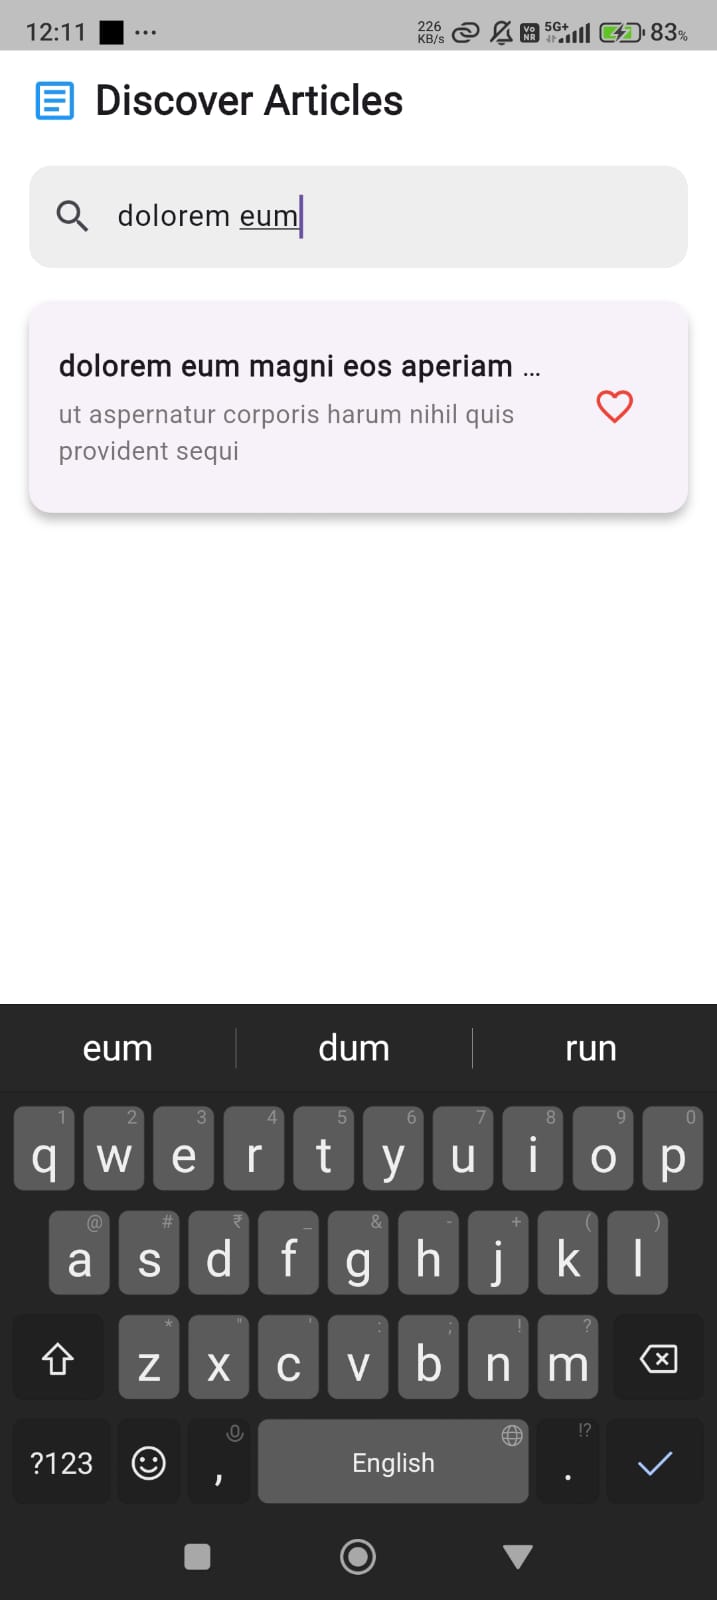 12:11 ... 226 KB/s Vo NR 5G+ 83%
Discover Articles
dolorem eum
dolorem eum magni eos aperiam ...
ut aspernatur corporis harum nihil quis
provident sequi
eum dum run
1 2 3 4 5 6 7 8 9 0
q w e r t y u i o p
@ # ₹ _ & - + ( )
a s d f g h j k l
* " ' : ; ! ?
z x c v b n m
?123 , English . !?